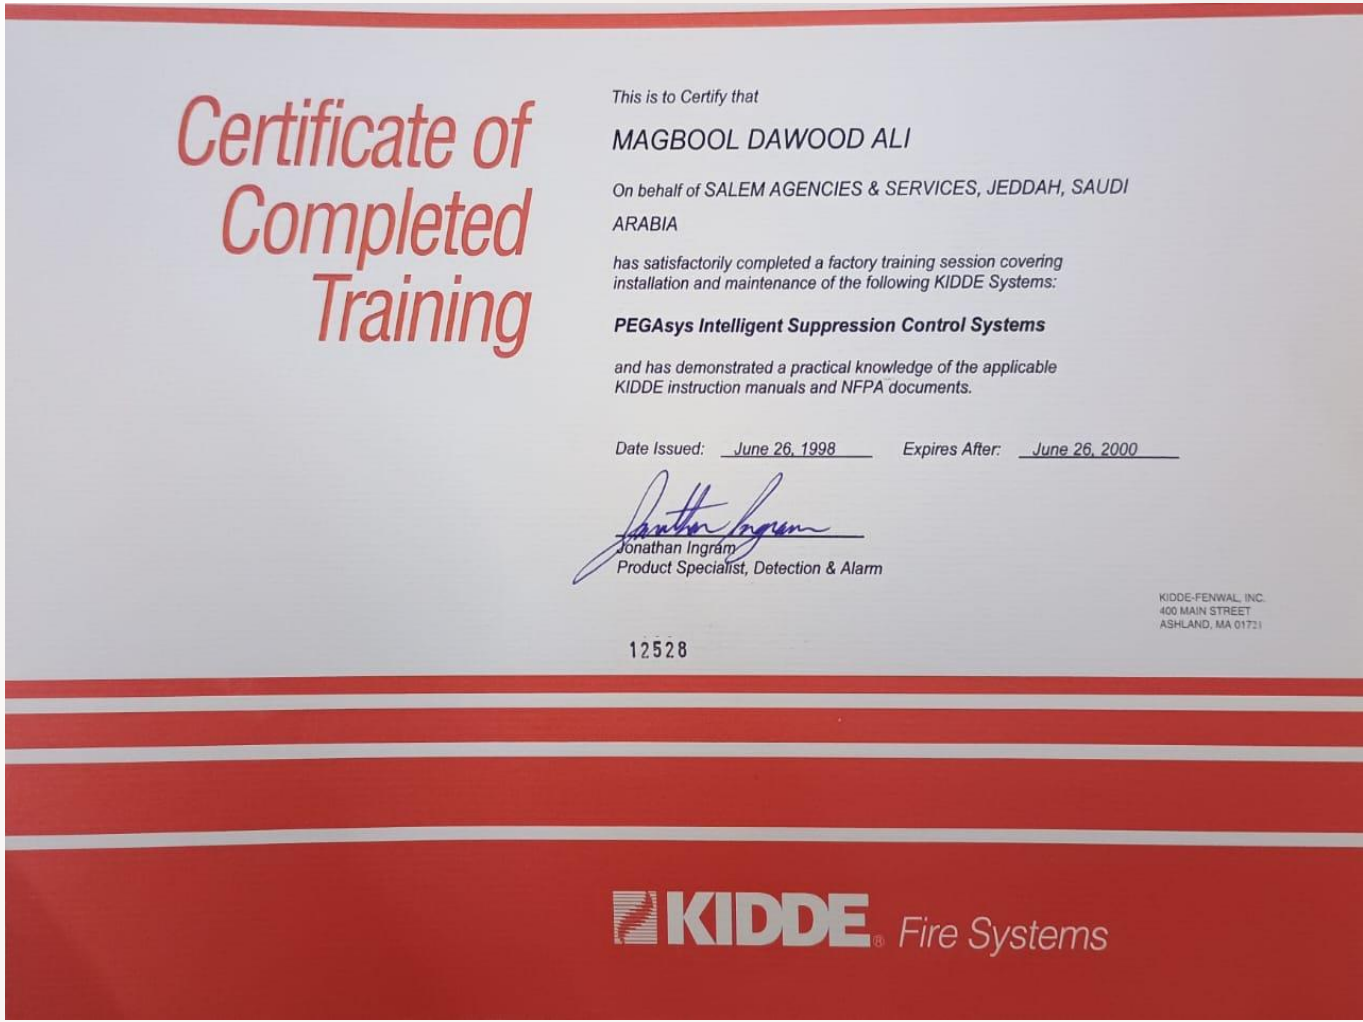 Certificate of
Completed
Training
This is to Certify that
MAGBOOL DAWOOD ALI
On behalf of SALEM AGENCIES & SERVICES, JEDDAH, SAUDI
ARABIA
has satisfactorily completed a factory training session covering
installation and maintenance of the following KIDDE Systems:
PEGAsys Intelligent Suppression Control Systems
and has demonstrated a practical knowledge of the applicable
KIDDE instruction manuals and NFPA documents.
Date Issued: June 26, 1998 Expires After: June 26, 2000
Jonathan Ingram
Jonathan Ingram
Product Specialist, Detection & Alarm
KIDDE-FENWAL, INC.
400 MAIN STREET
ASHLAND, MA 01721
12528
KIDDE® Fire Systems